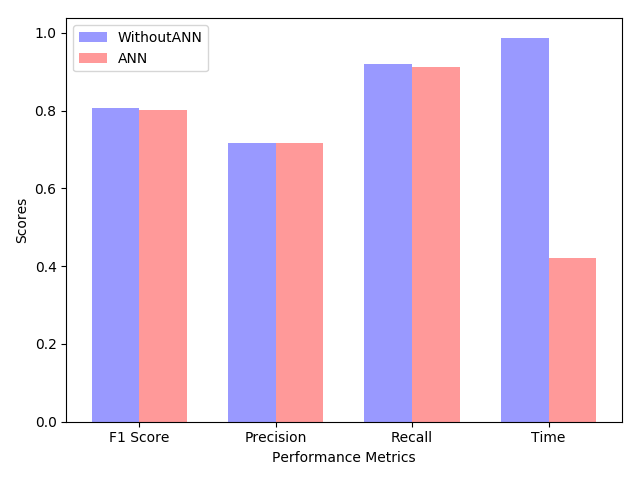 WithoutANN
ANN
1.0
0.8
0.6
0.4
0.2
0.0
Scores
F1 Score
Precision
Recall
Time
Performance Metrics